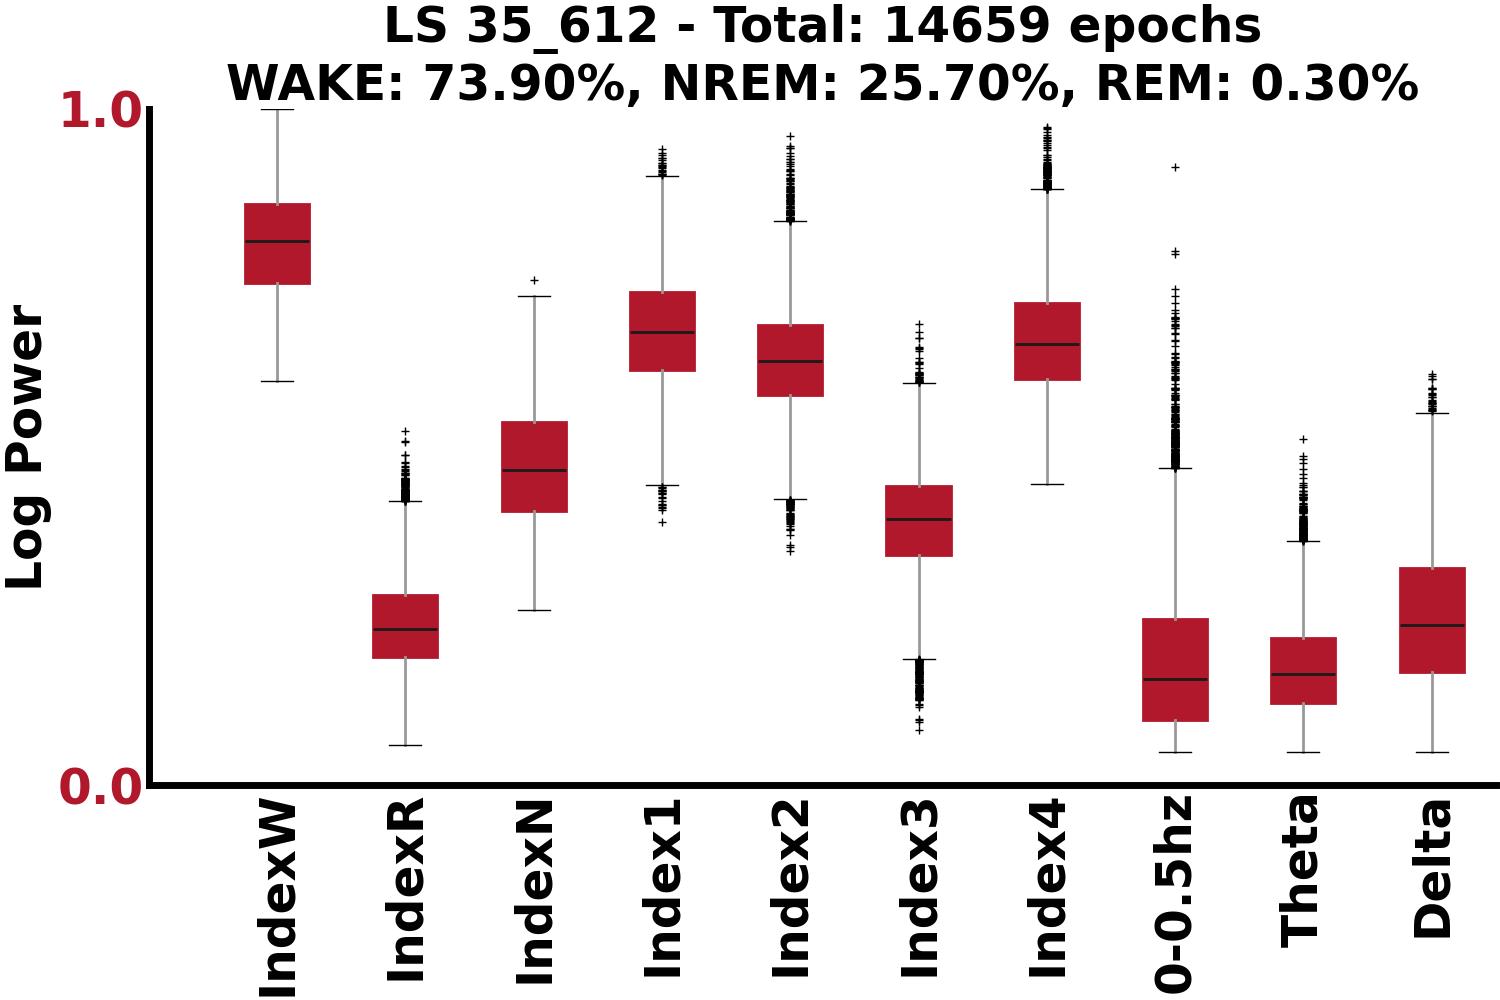 LS 35_612 - Total: 14659 epochs
WAKE: 73.90%, NREM: 25.70%, REM: 0.30%
1.0
Log Power
0.0
IndexW
IndexR
IndexN
Index1
Index2
Index3
Index4
0-0.5hz
Theta
Delta